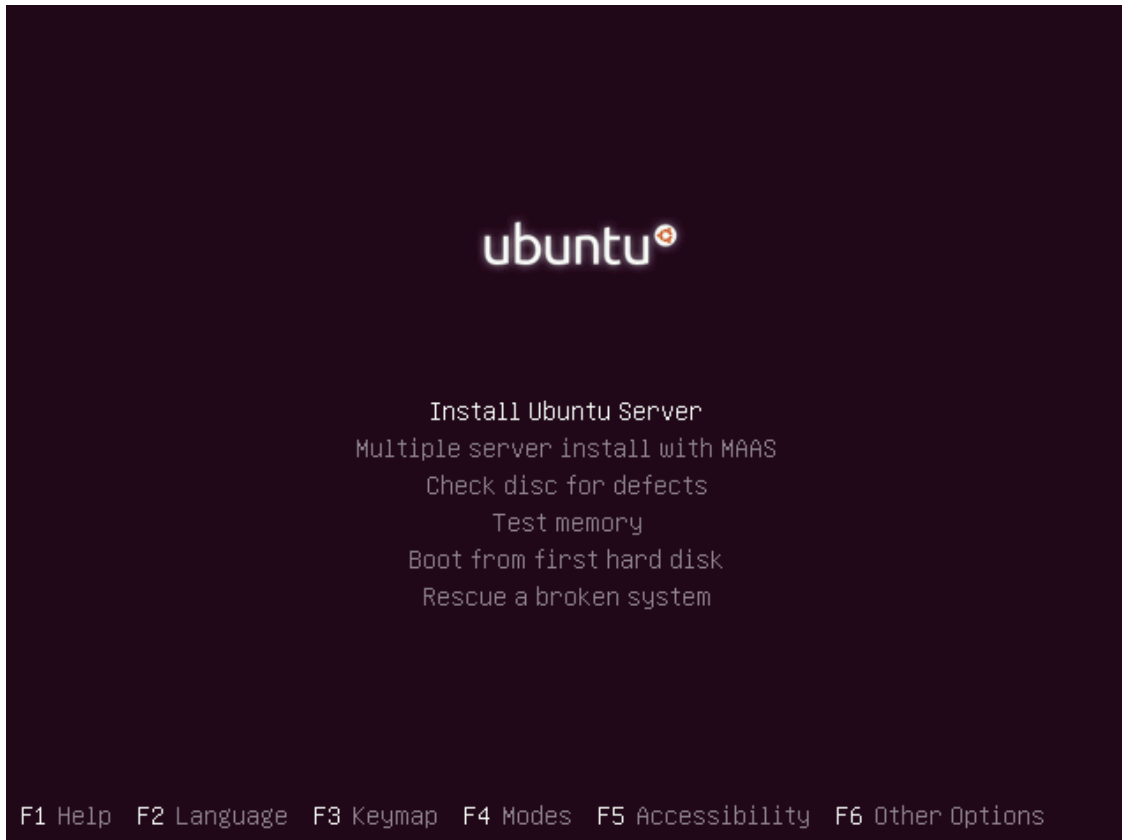 ubuntu
Install Ubuntu Server
Multiple server install with MAAS
Check disc for defects
Test memory
Boot from first hard disk
Rescue a broken system
F1 Help F2 Language F3 Keymap F4 Modes F5 Accessibility F6 Other Options